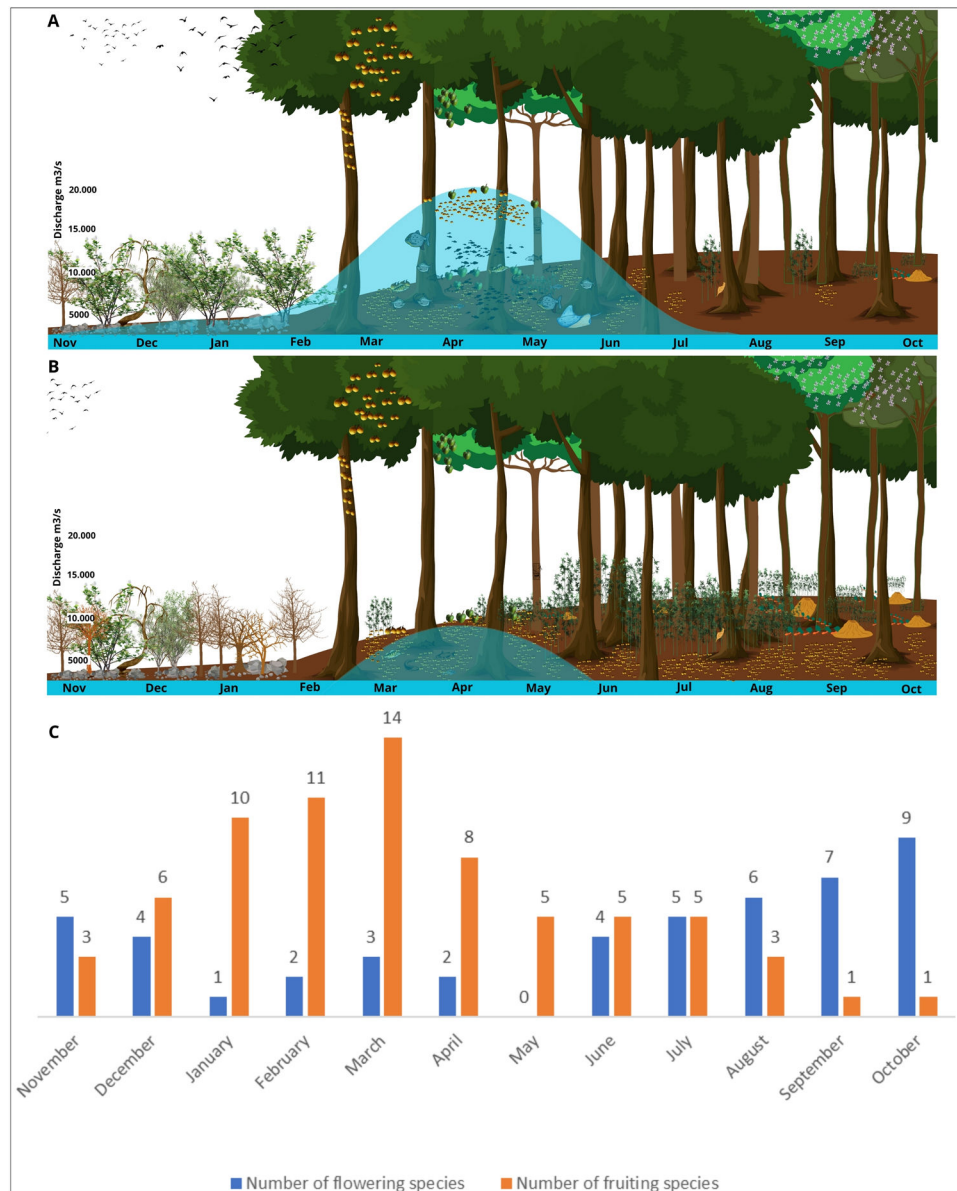 A
Discharge m3/s
20.000
15.000
10.000
5000
Nov Dec Jan Feb Mar Apr May Jun Jul Aug Sep Oct
B
Discharge m3/s
20.000
15.000
10.000
5000
Nov Dec Jan Feb Mar Apr May Jun Jul Aug Sep Oct
C
14
11
10
9
8
7
6
6
5 5 5 5 5
4 4
3 3 3
2 2
1 1 1
0
November December January February March April May June July August September October
Number of flowering species Number of fruiting species